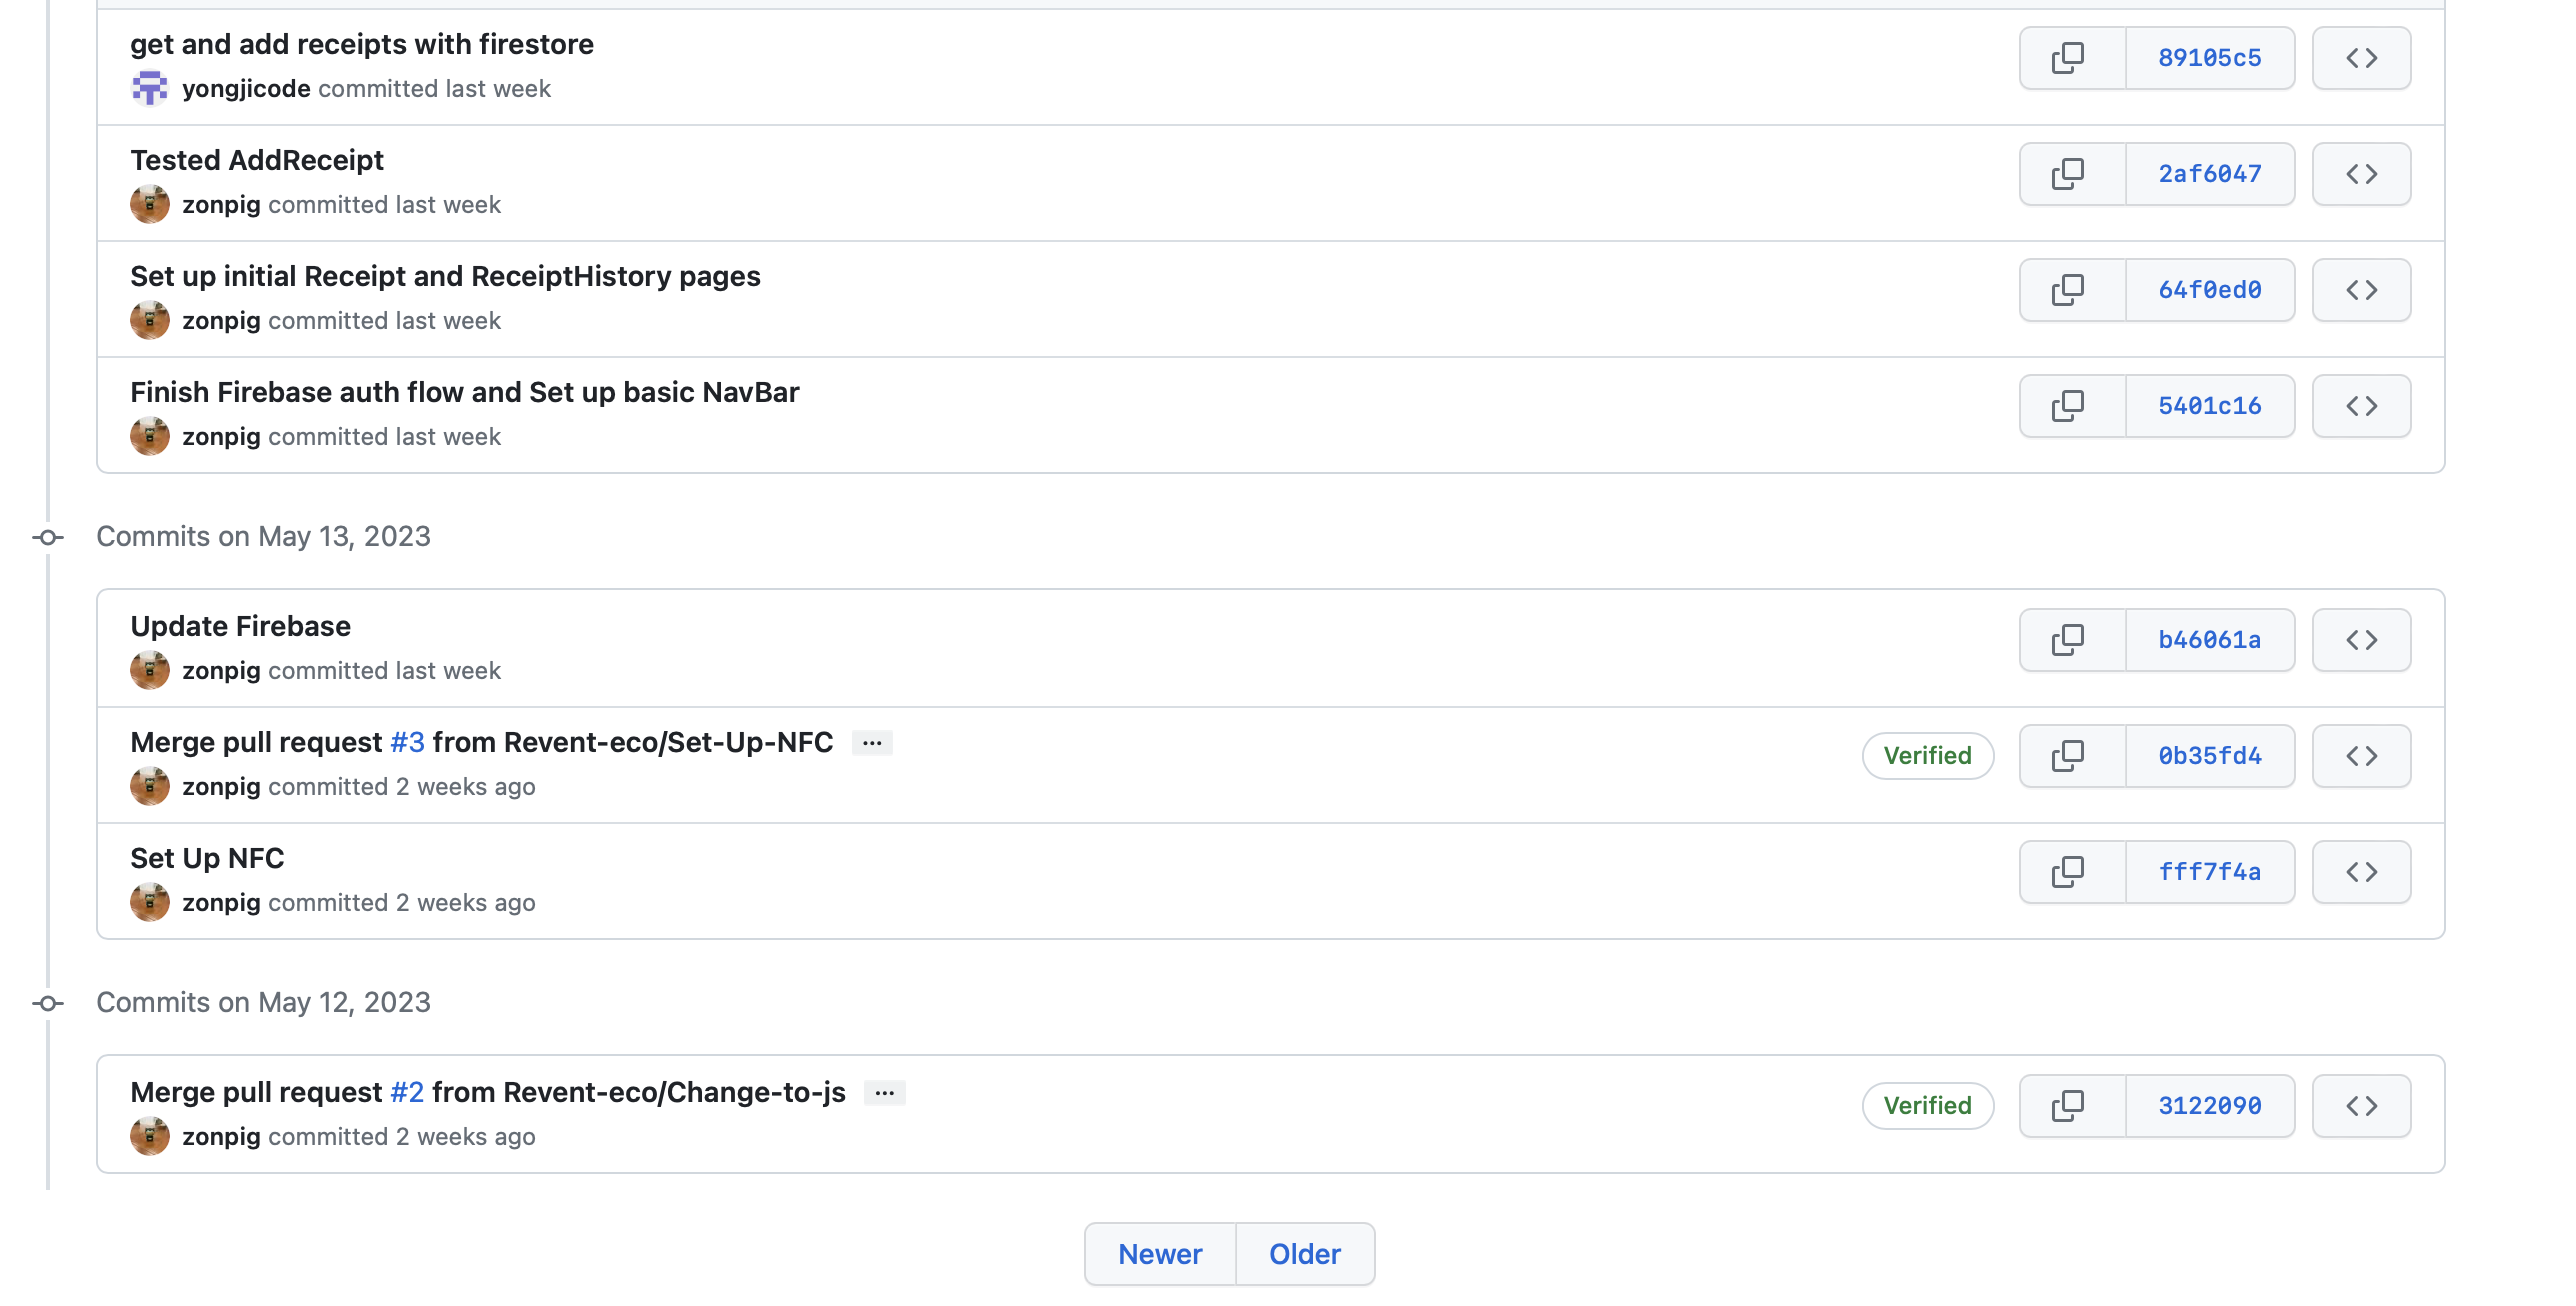 get and add receipts with firestore
yongjicode committed last week
89105c5
Tested AddReceipt
zonpig committed last week
2af6047
Set up initial Receipt and ReceiptHistory pages
zonpig committed last week
64f0ed0
Finish Firebase auth flow and Set up basic NavBar
zonpig committed last week
5401c16
Commits on May 13, 2023
Update Firebase
zonpig committed last week
b46061a
Merge pull request #3 from Revent-eco/Set-Up-NFC ...
zonpig committed 2 weeks ago
Verified
0b35fd4
Set Up NFC
zonpig committed 2 weeks ago
fff7f4a
Commits on May 12, 2023
Merge pull request #2 from Revent-eco/Change-to-js ...
zonpig committed 2 weeks ago
Verified
3122090
Newer Older